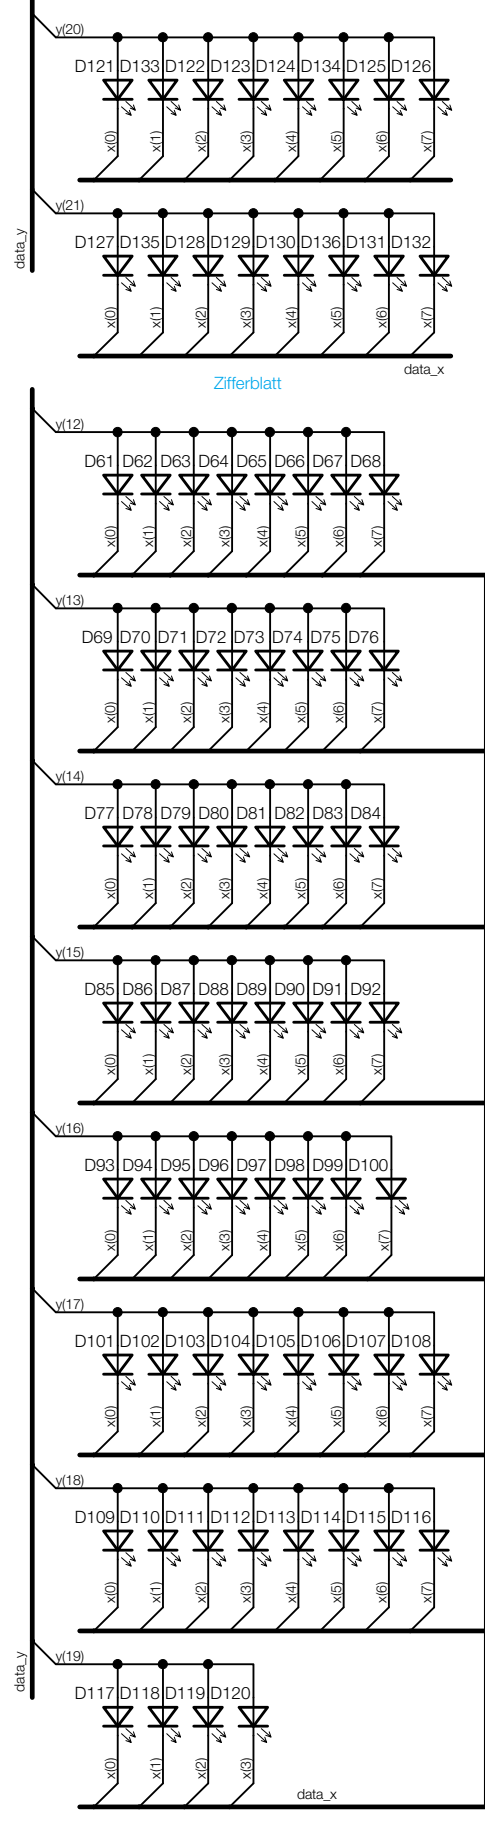 y(20)
D121 D133 D122 D123 D124 D134 D125 D126
x(0) x(1) x(2) x(3) x(4) x(5) x(6) x(7)
y(21)
data_y
D127 D135 D128 D129 D130 D136 D131 D132
x(0) x(1) x(2) x(3) x(4) x(5) x(6) x(7)
data_x
Zifferblatt
y(12)
D61 D62 D63 D64 D65 D66 D67 D68
x(0) x(1) x(2) x(3) x(4) x(5) x(6) x(7)
y(13)
D69 D70 D71 D72 D73 D74 D75 D76
x(0) x(1) x(2) x(3) x(4) x(5) x(6) x(7)
y(14)
D77 D78 D79 D80 D81 D82 D83 D84
x(0) x(1) x(2) x(3) x(4) x(5) x(6) x(7)
y(15)
D85 D86 D87 D88 D89 D90 D91 D92
x(0) x(1) x(2) x(3) x(4) x(5) x(6) x(7)
y(16)
D93 D94 D95 D96 D97 D98 D99 D100
x(0) x(1) x(2) x(3) x(4) x(5) x(6) x(7)
y(17)
D101 D102 D103 D104 D105 D106 D107 D108
x(0) x(1) x(2) x(3) x(4) x(5) x(6) x(7)
y(18)
D109 D110 D111 D112 D113 D114 D115 D116
x(0) x(1) x(2) x(3) x(4) x(5) x(6) x(7)
y(19)
data_y
D117 D118 D119 D120
x(0) x(1) x(2) x(3)
data_x